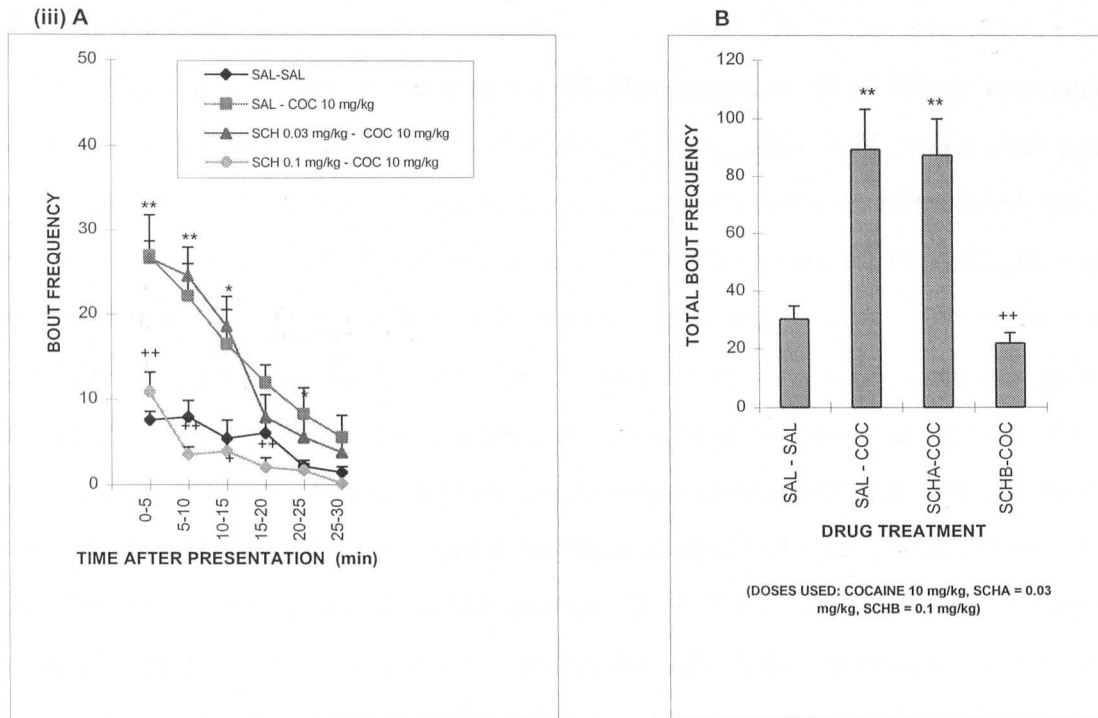 (iii) A
50
40
30
20
10
0
BOUT FREQUENCY
SAL-SAL
SAL - COC 10 mg/kg
SCH 0.03 mg/kg - COC 10 mg/kg
SCH 0.1 mg/kg - COC 10 mg/kg
**
**
*
*
++
++
+
++
0-5
5-10
10-15
15-20
20-25
25-30
TIME AFTER PRESENTATION (min)
B
120
100
80
60
40
20
0
TOTAL BOUT FREQUENCY
**
**
++
SAL - SAL
SAL - COC
SCHA-COC
SCHB-COC
DRUG TREATMENT
(DOSES USED: COCAINE 10 mg/kg, SCHA = 0.03
mg/kg, SCHB = 0.1 mg/kg)